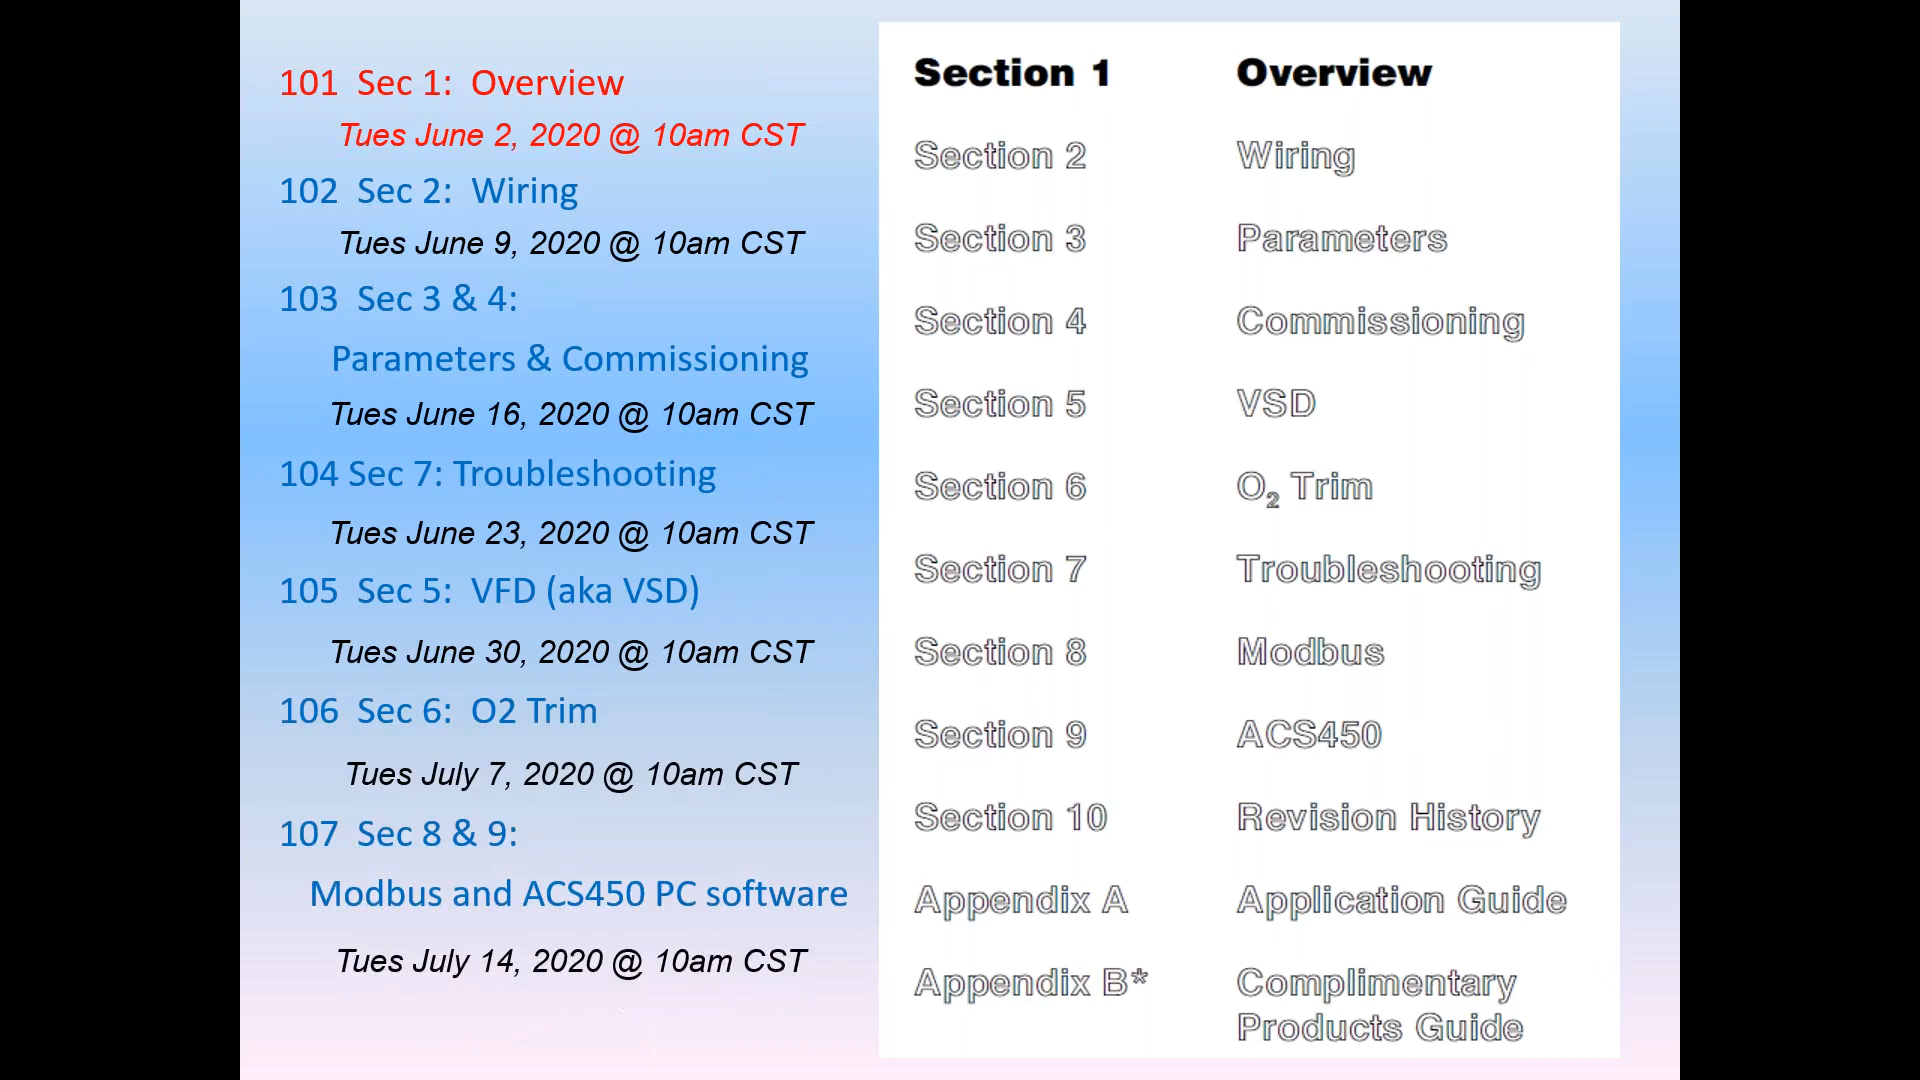 101 Sec 1: Overview
Tues June 2, 2020 @ 10am CST
102 Sec 2: Wiring
Tues June 9, 2020 @ 10am CST
103 Sec 3 & 4:
Parameters & Commissioning
Tues June 16, 2020 @ 10am CST
104 Sec 7: Troubleshooting
Tues June 23, 2020 @ 10am CST
105 Sec 5: VFD (aka VSD)
Tues June 30, 2020 @ 10am CST
106 Sec 6: O2 Trim
Tues July 7, 2020 @ 10am CST
107 Sec 8 & 9:
Modbus and ACS450 PC software
Tues July 14, 2020 @ 10am CST
Section 1 Overview
Section 2 Wiring
Section 3 Parameters
Section 4 Commissioning
Section 5 VSD
Section 6 O₂ Trim
Section 7 Troubleshooting
Section 8 Modbus
Section 9 ACS450
Section 10 Revision History
Appendix A Application Guide
Appendix B* Complimentary
Products Guide